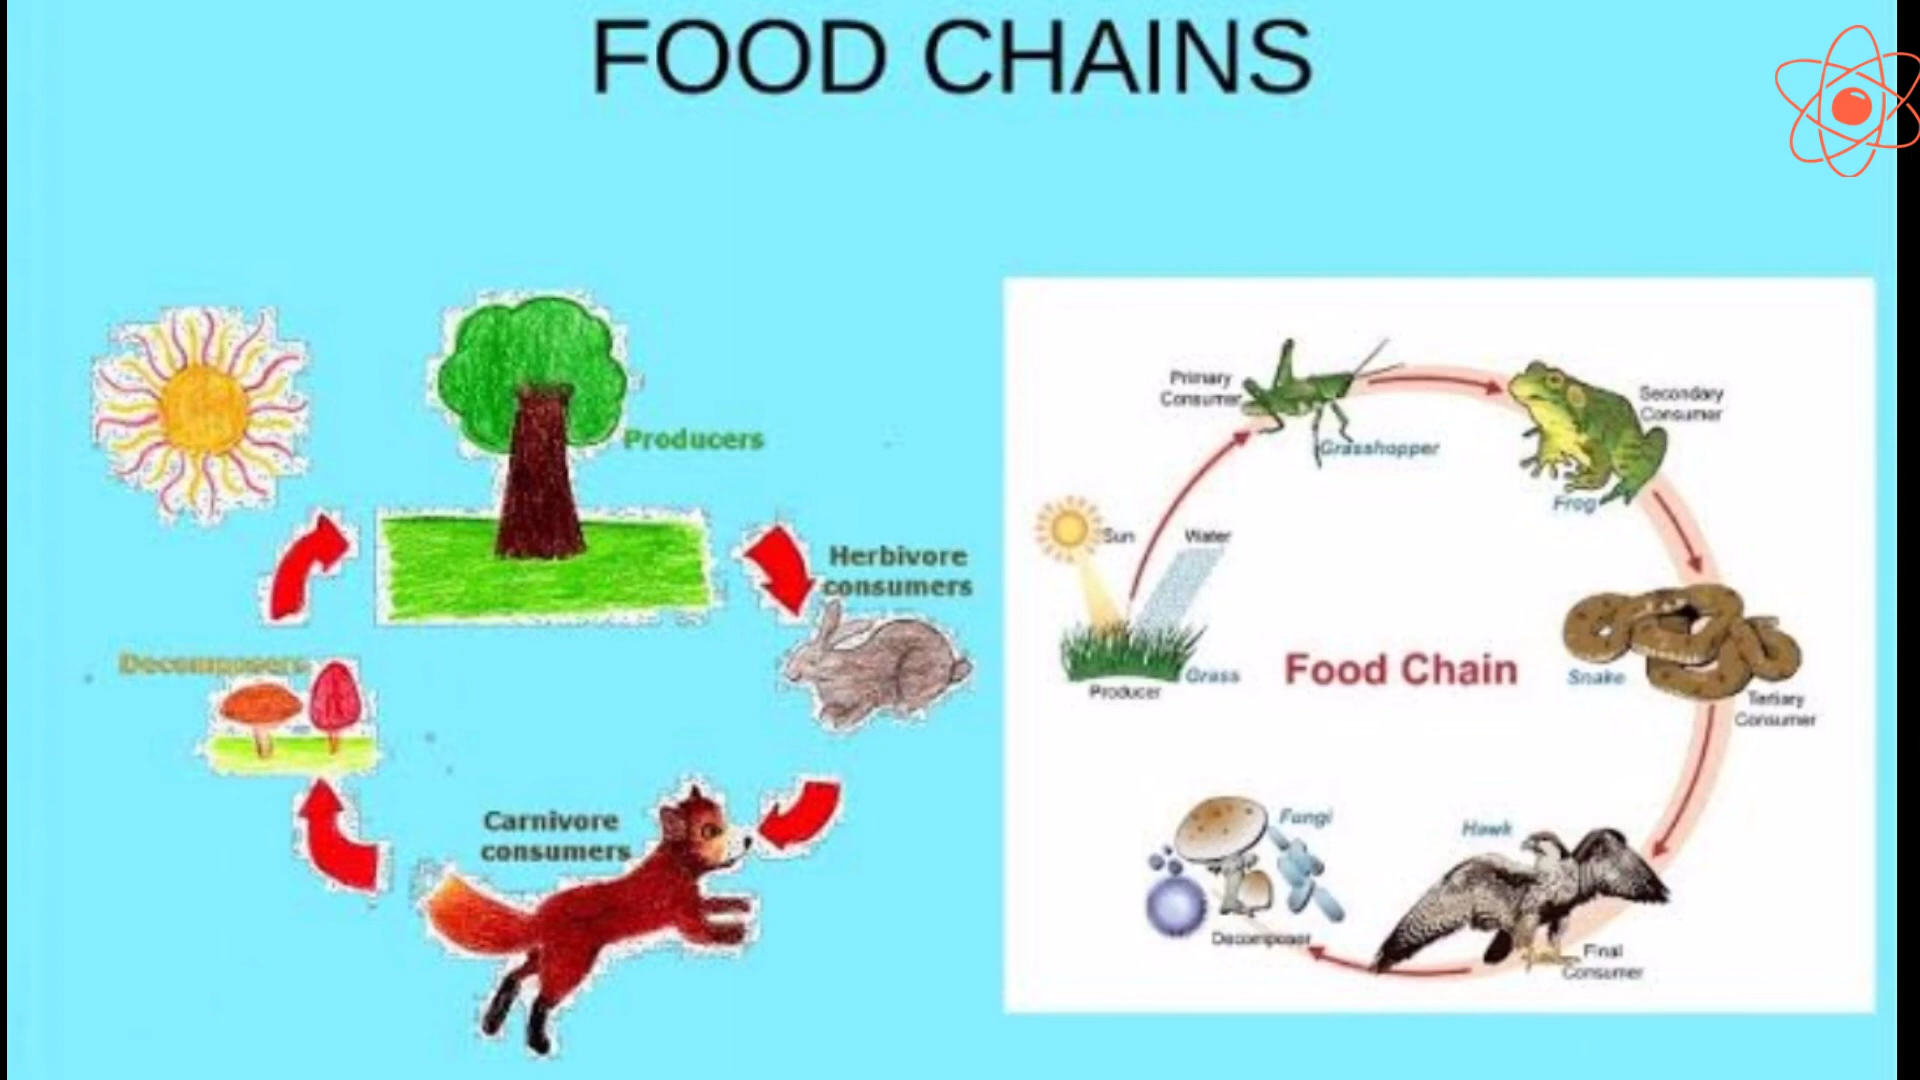 FOOD CHAINS
Producers
Herbivore
consumers
Decomposers
Carnivore
consumers
Primary
Consumer
Grasshopper
Secondary
Consumer
Frog
Sun
Water
Grass
Producer
Food Chain
Snake
Tertiary
Consumer
Fungi
Hawk
Decomposer
Final
Consumer